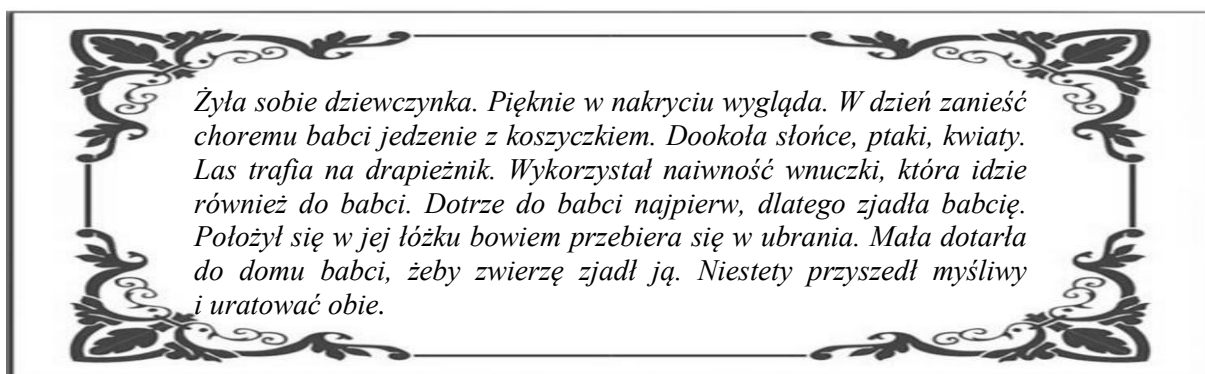 Żyła sobie dziewczynka. Pięknie w nakryciu wygląda. W dzień zanieść
choremu babci jedzenie z koszyczkiem. Dookoła słońce, ptaki, kwiaty.
Las trafia na drapieżnik. Wykorzystał naiwność wnuczki, która idzie
również do babci. Dotrze do babci najpierw, dlatego zjadła babcię.
Położył się w jej łóżku bowiem przebiera się w ubrania. Mała dotarła
do domu babci, żeby zwierzę zjadł ją. Niestety przyszedł myśliwy
i uratować obie.